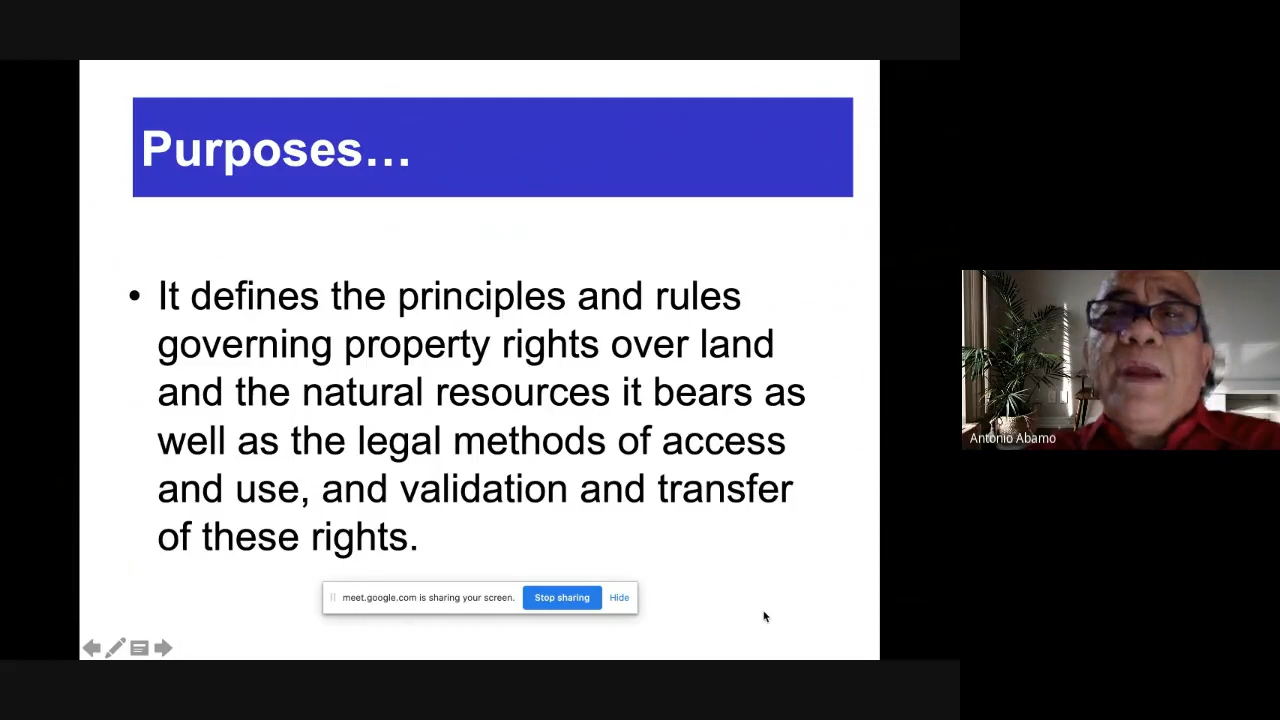 Purposes…
• It defines the principles and rules
governing property rights over land
and the natural resources it bears as
well as the legal methods of access
and use, and validation and transfer
of these rights.
meet.google.com is sharing your screen. Stop sharing Hide
Antonio Abamo